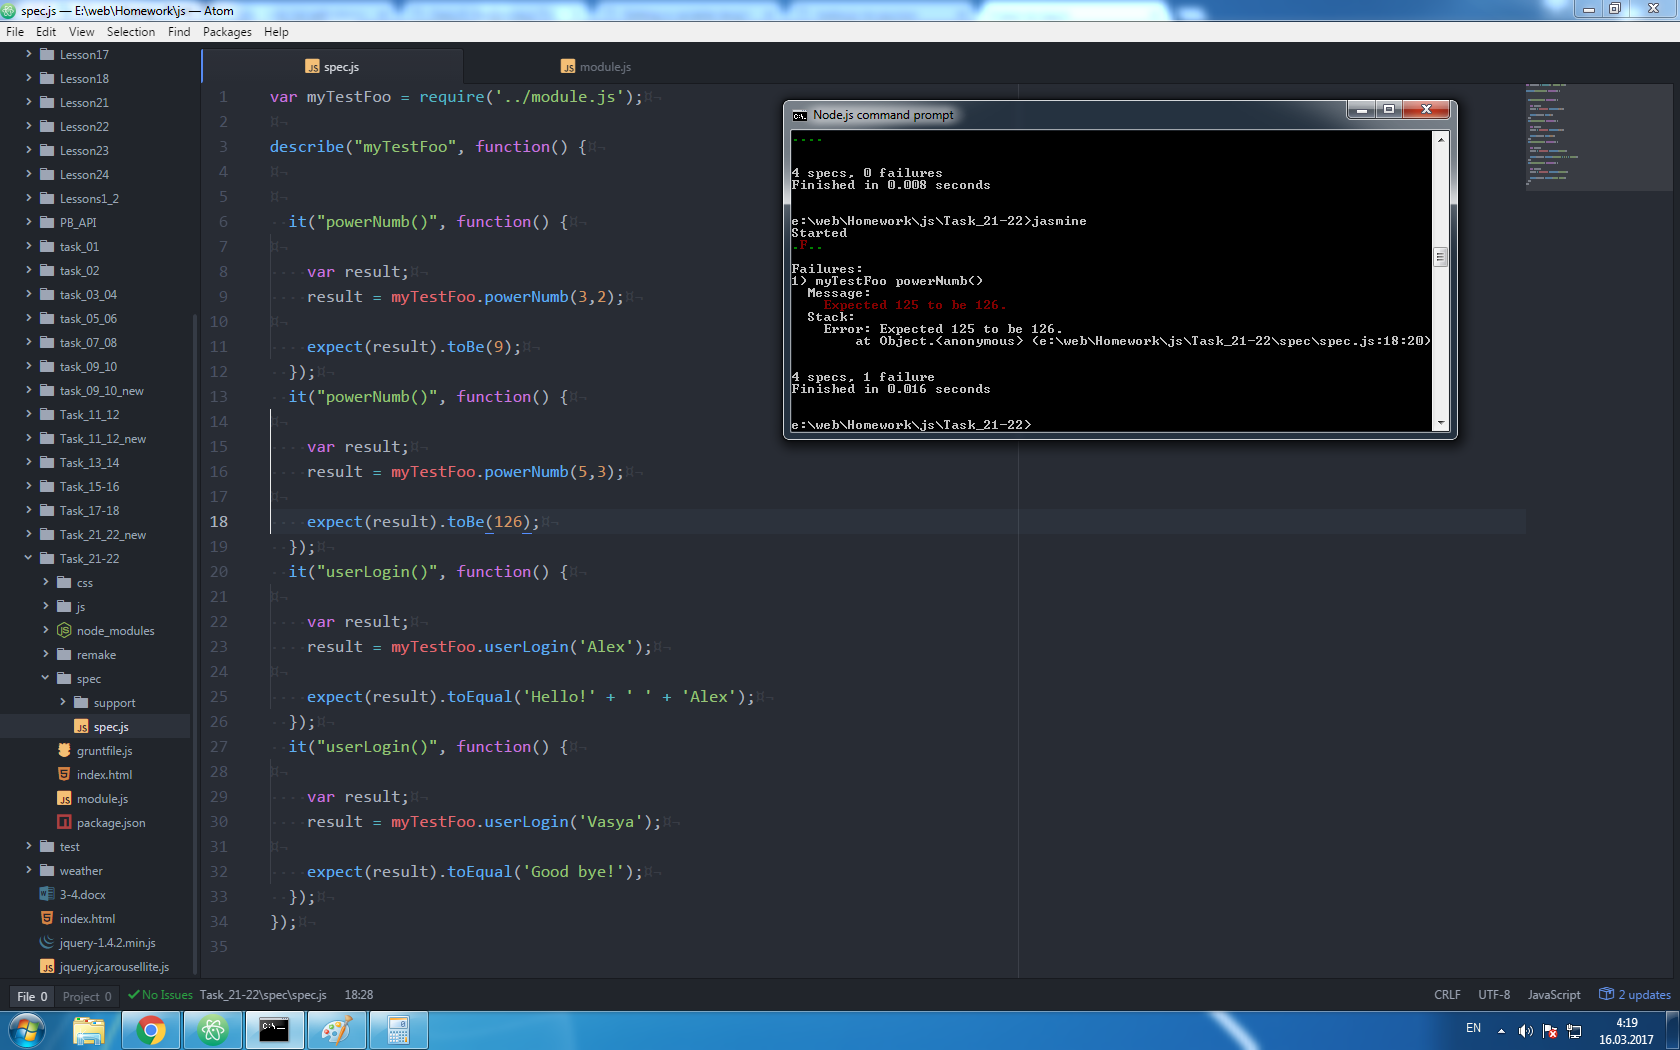 spec.js — E:\web\Homework\js — Atom
File Edit View Selection Find Packages Help
Lesson17
Lesson18
Lesson21
Lesson22
Lesson23
Lesson24
Lessons1_2
PB_API
task_01
task_02
task_03_04
task_05_06
task_07_08
task_09_10
task_09_10_new
Task_11_12
Task_11_12_new
Task_13_14
Task_15-16
Task_17-18
Task_21_22_new
Task_21-22
css
js
node_modules
remake
spec
support
spec.js
gruntfile.js
index.html
module.js
package.json
test
weather
3-4.docx
index.html
jquery-1.4.2.min.js
jquery.jcarousellite.js
spec.js
module.js
1 var myTestFoo = require('../module.js');
2
3 describe("myTestFoo", function() {
4
5
6 it("powerNumb()", function() {
7
8 var result;
9 result = myTestFoo.powerNumb(3,2);
10
11 expect(result).toBe(9);
12 });
13 it("powerNumb()", function() {
14
15 var result;
16 result = myTestFoo.powerNumb(5,3);
17
18 expect(result).toBe(126);
19 });
20 it("userLogin()", function() {
21
22 var result;
23 result = myTestFoo.userLogin('Alex');
24
25 expect(result).toEqual('Hello!' + ' ' + 'Alex');
26 });
27 it("userLogin()", function() {
28
29 var result;
30 result = myTestFoo.userLogin('Vasya');
31
32 expect(result).toEqual('Good bye!');
33 });
34 });
35
Node.js command prompt
....
4 specs, 0 failures
Finished in 0.008 seconds
e:\web\Homework\js\Task_21-22>jasmine
Started
.F..
Failures:
1) myTestFoo powerNumb()
Message:
Expected 125 to be 126.
Stack:
Error: Expected 125 to be 126.
at Object.<anonymous> (e:\web\Homework\js\Task_21-22\spec\spec.js:18:20)
4 specs, 1 failure
Finished in 0.016 seconds
e:\web\Homework\js\Task_21-22>
File 0 Project 0 No Issues Task_21-22\spec\spec.js 18:28 CRLF UTF-8 JavaScript 2 updates
EN
4:19
16.03.2017